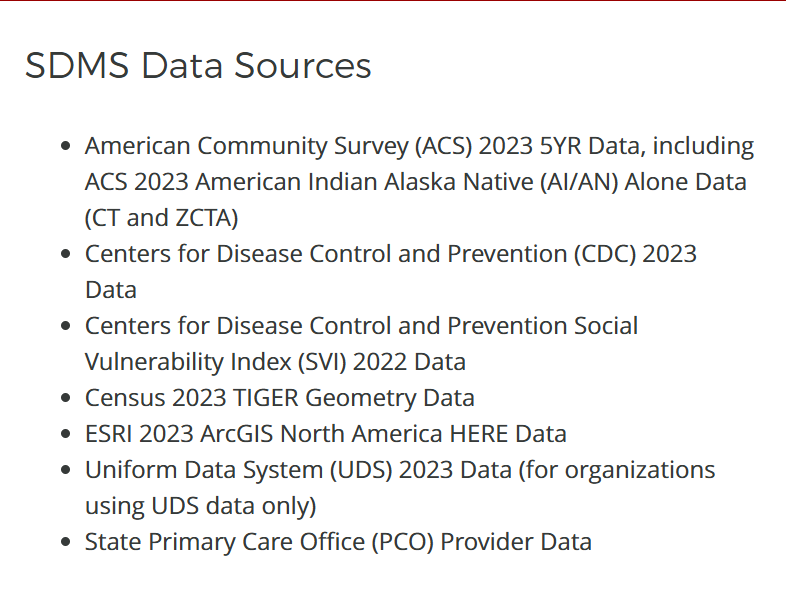 SDMS Data Sources
• American Community Survey (ACS) 2023 5YR Data, including
ACS 2023 American Indian Alaska Native (AI/AN) Alone Data
(CT and ZCTA)
• Centers for Disease Control and Prevention (CDC) 2023
Data
• Centers for Disease Control and Prevention Social
Vulnerability Index (SVI) 2022 Data
• Census 2023 TIGER Geometry Data
• ESRI 2023 ArcGIS North America HERE Data
• Uniform Data System (UDS) 2023 Data (for organizations
using UDS data only)
• State Primary Care Office (PCO) Provider Data